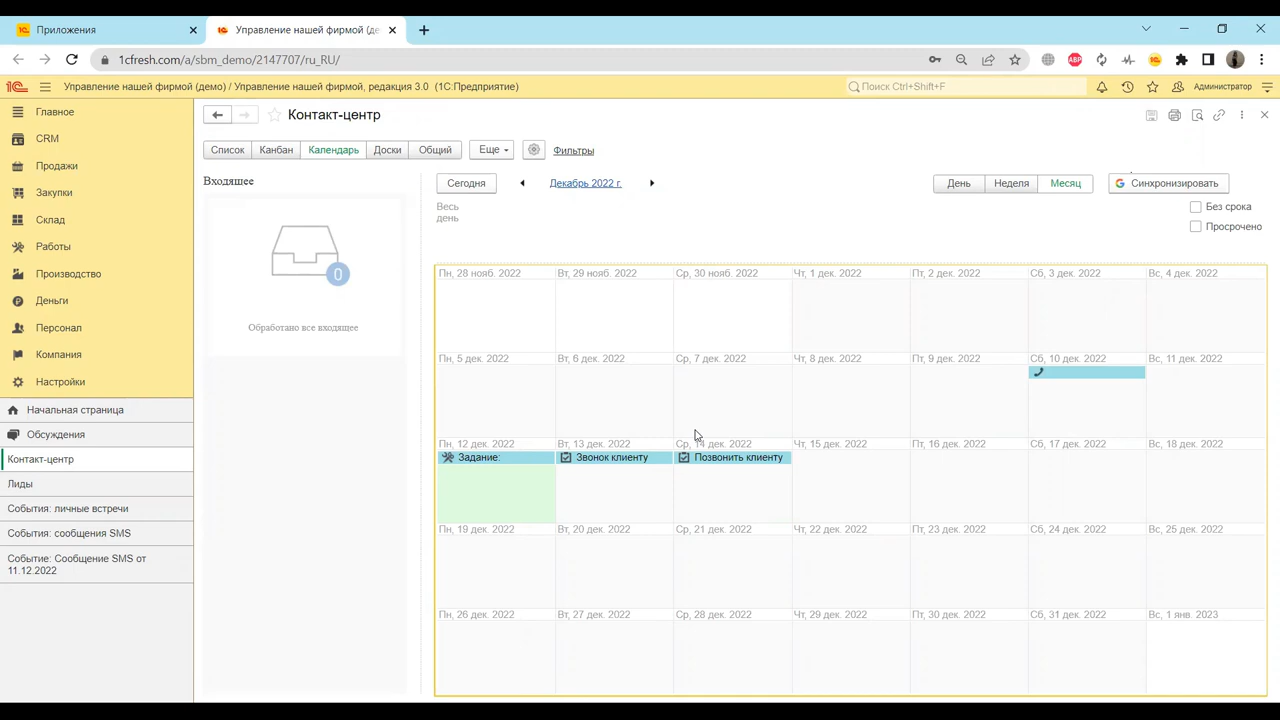 Приложения
Управление нашей фирмой (де
1cfresh.com/a/sbm_demo/2147707/ru_RU/
ABP
1С
Управление нашей фирмой (демо) / Управление нашей фирмой, редакция 3.0 (1С:Предприятие)
Поиск Ctrl+Shift+F
Администратор
Главное
CRM
Продажи
Закупки
Склад
Работы
Производство
Деньги
Персонал
Компания
Настройки
Начальная страница
Обсуждения
Контакт-центр
Лиды
События: личные встречи
События: сообщения SMS
Событие: Сообщение SMS от
11.12.2022
Контакт-центр
Список Канбан Календарь Доски Общий Еще Фильтры
Входящее
0
Обработано все входящее
Сегодня Декабрь 2022 г. День Неделя Месяц Синхронизировать
Весь
день
Без срока
Просрочено
Пн, 28 нояб. 2022 Вт, 29 нояб. 2022 Ср, 30 нояб. 2022 Чт, 1 дек. 2022 Пт, 2 дек. 2022 Сб, 3 дек. 2022 Вс, 4 дек. 2022
Пн, 5 дек. 2022 Вт, 6 дек. 2022 Ср, 7 дек. 2022 Чт, 8 дек. 2022 Пт, 9 дек. 2022 Сб, 10 дек. 2022 Вс, 11 дек. 2022
Пн, 12 дек. 2022 Вт, 13 дек. 2022 Ср, 14 дек. 2022 Чт, 15 дек. 2022 Пт, 16 дек. 2022 Сб, 17 дек. 2022 Вс, 18 дек. 2022
Задание: Звонок клиенту Позвонить клиенту
Пн, 19 дек. 2022 Вт, 20 дек. 2022 Ср, 21 дек. 2022 Чт, 22 дек. 2022 Пт, 23 дек. 2022 Сб, 24 дек. 2022 Вс, 25 дек. 2022
Пн, 26 дек. 2022 Вт, 27 дек. 2022 Ср, 28 дек. 2022 Чт, 29 дек. 2022 Пт, 30 дек. 2022 Сб, 31 дек. 2022 Вс, 1 янв. 2023